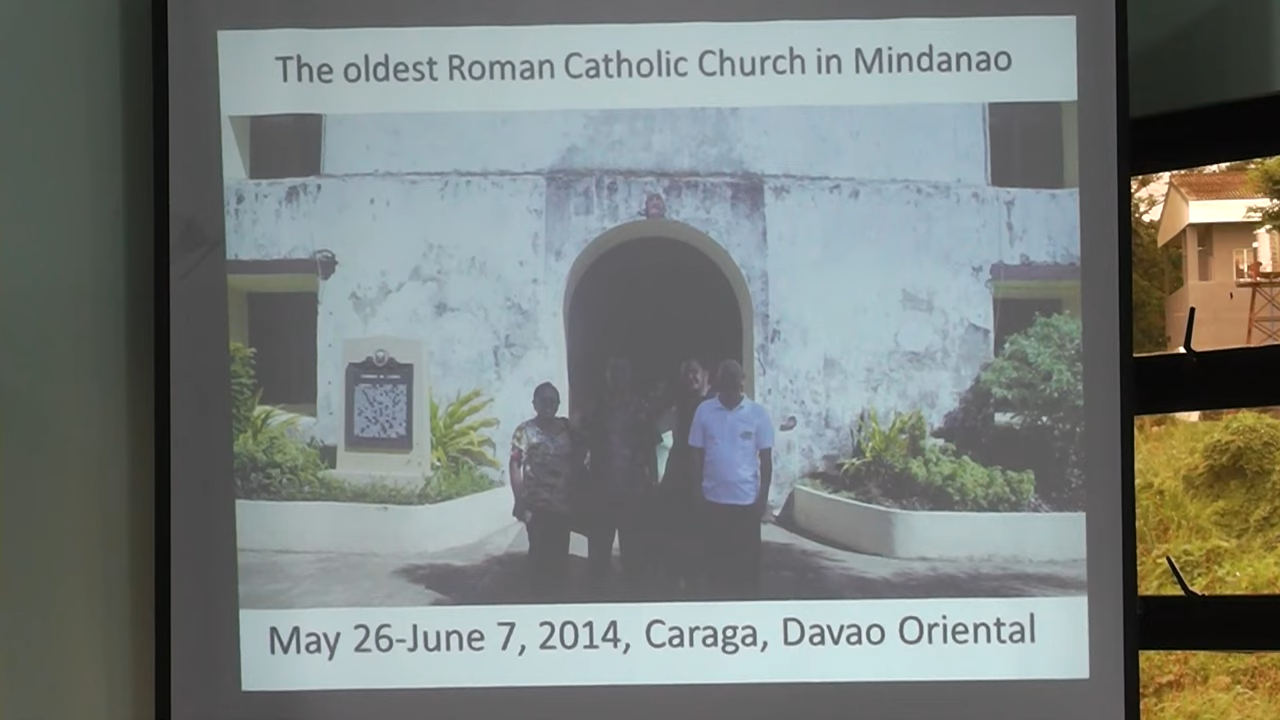 The oldest Roman Catholic Church in Mindanao
May 26-June 7, 2014, Caraga, Davao Oriental